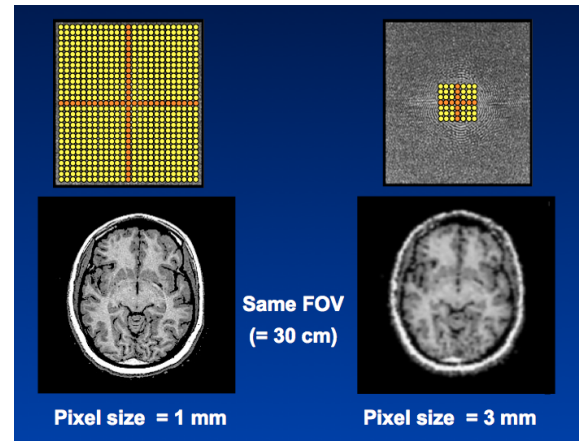 Same FOV
(= 30 cm)
Pixel size = 1 mm
Pixel size = 3 mm